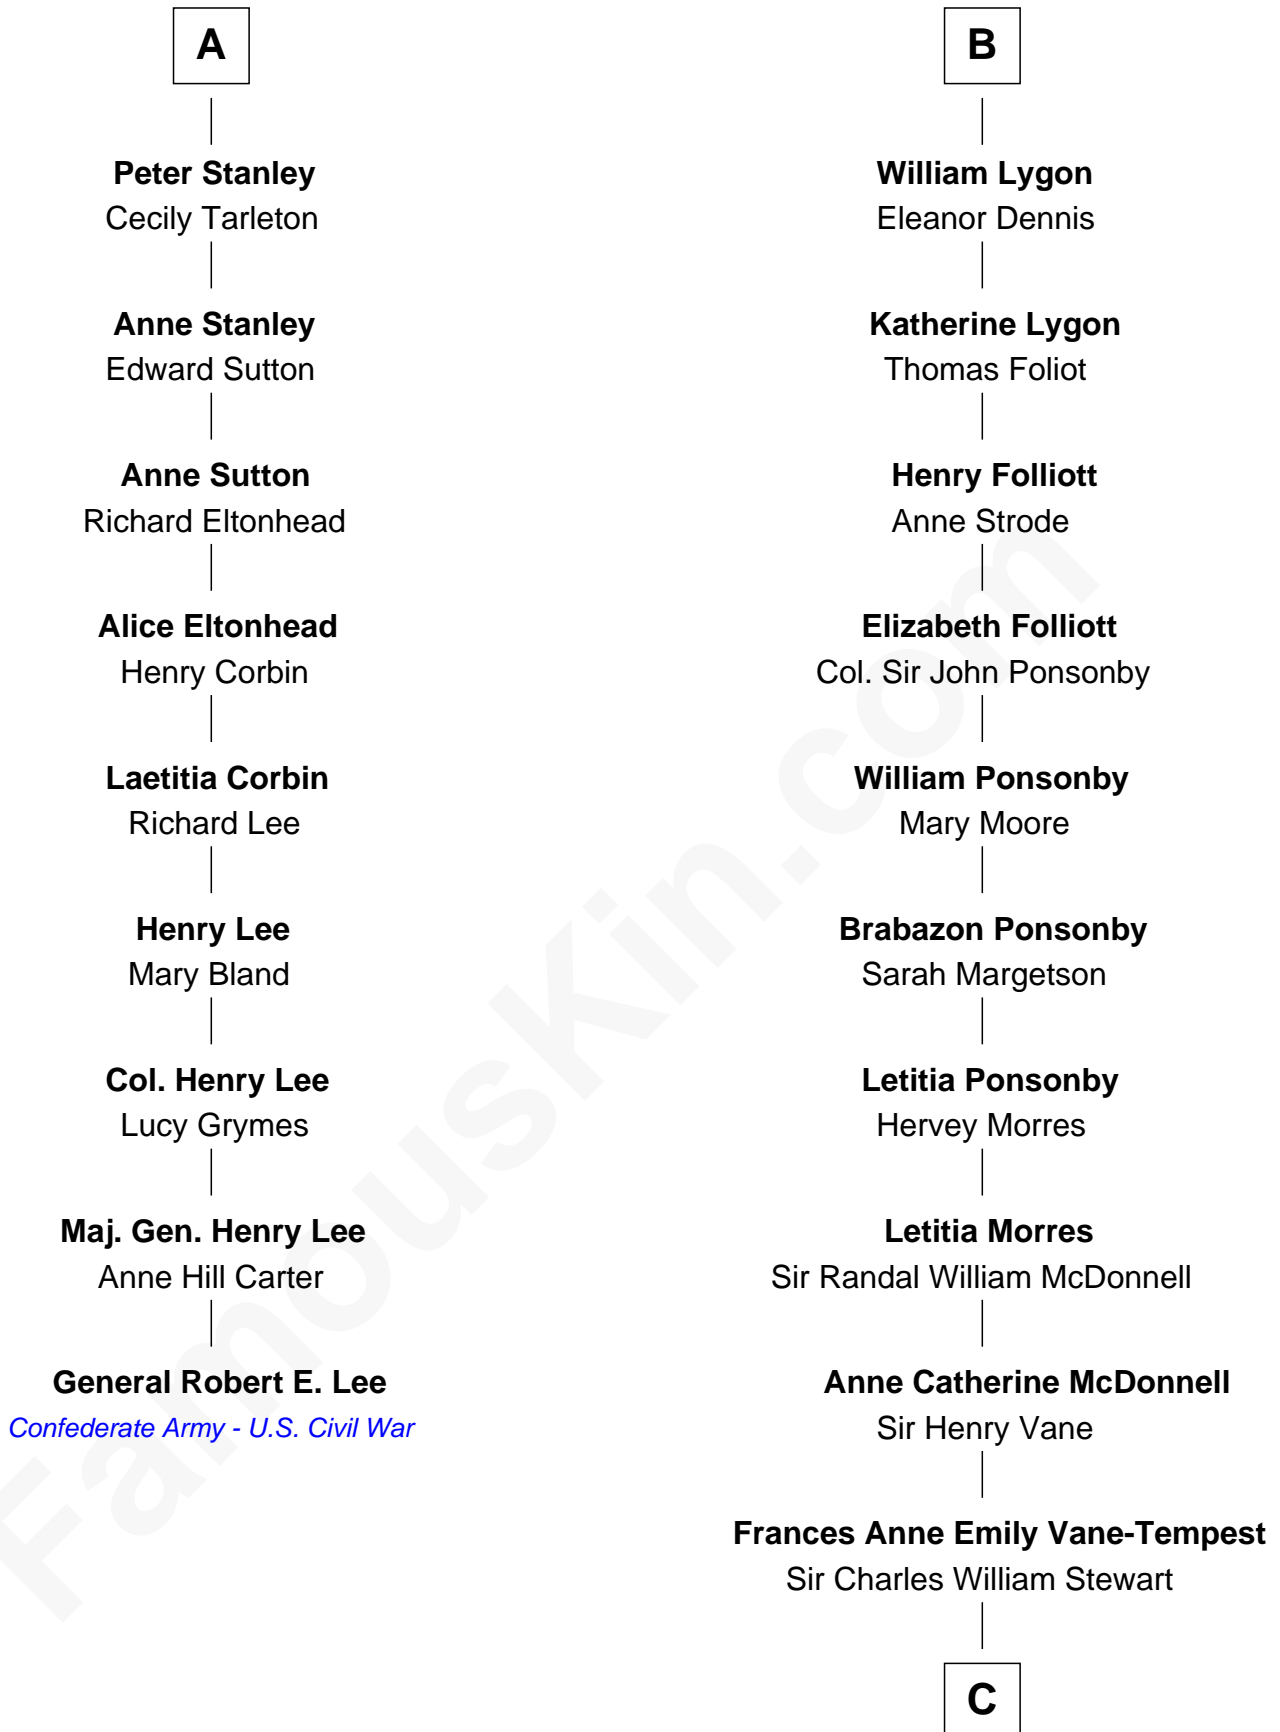 A
Peter Stanley
Cecily Tarleton
Anne Stanley
Edward Sutton
Anne Sutton
Richard Eltonhead
Alice Eltonhead
Henry Corbin
Laetitia Corbin
Richard Lee
Henry Lee
Mary Bland
Col. Henry Lee
Lucy Grymes
Maj. Gen. Henry Lee
Anne Hill Carter
General Robert E. Lee
Confederate Army - U.S. Civil War
B
William Lygon
Eleanor Dennis
Katherine Lygon
Thomas Foliot
Henry Folliott
Anne Strode
Elizabeth Folliott
Col. Sir John Ponsonby
William Ponsonby
Mary Moore
Brabazon Ponsonby
Sarah Margetson
Letitia Ponsonby
Hervey Morres
Letitia Morres
Sir Randal William McDonnell
Anne Catherine McDonnell
Sir Henry Vane
Frances Anne Emily Vane-Tempest
Sir Charles William Stewart
C
FamousKin.com